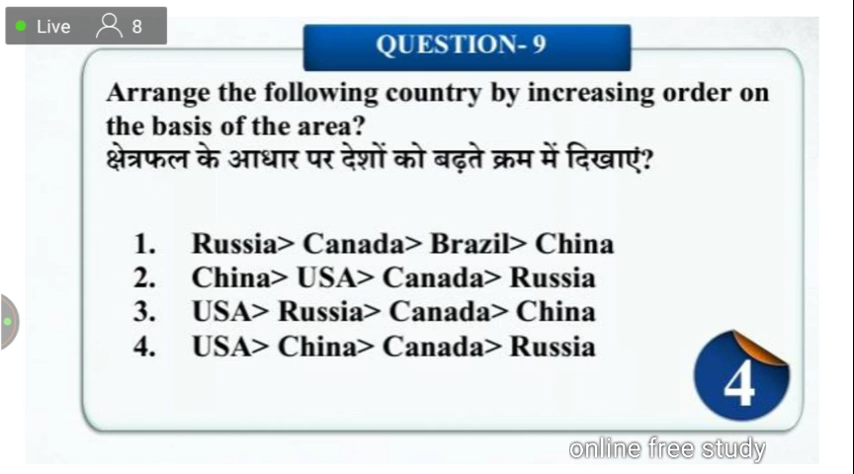 Live 8
QUESTION- 9
Arrange the following country by increasing order on
the basis of the area?
क्षेत्रफल के आधार पर देशों को बढ़ते क्रम में दिखाएं?
1. Russia> Canada> Brazil> China
2. China> USA> Canada> Russia
3. USA> Russia> Canada> China
4. USA> China> Canada> Russia
4
online free study